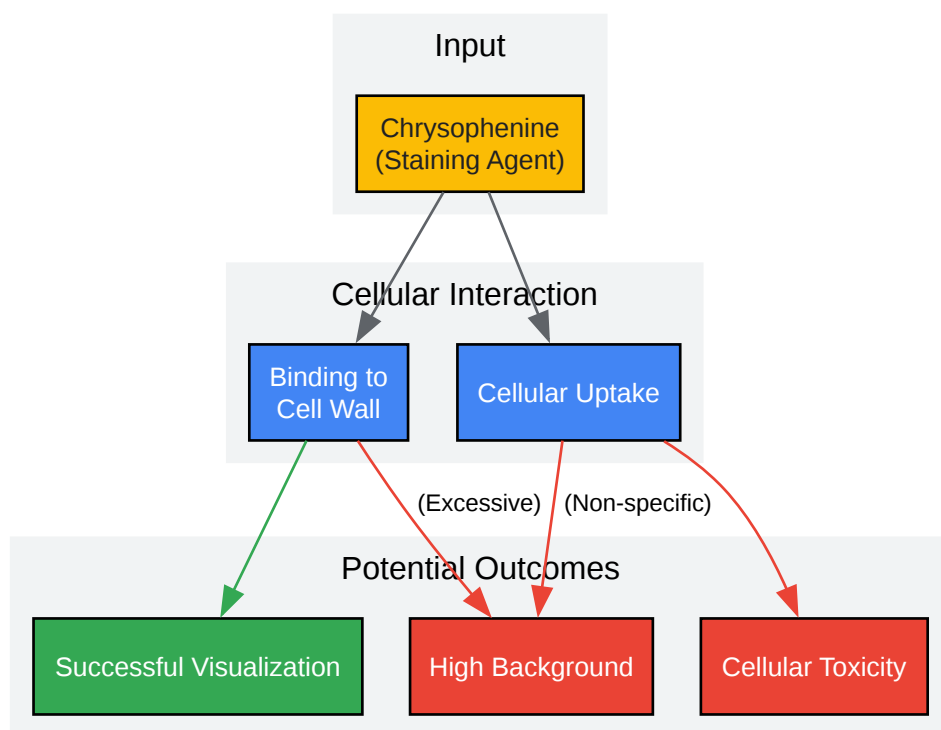 Input
Chrysophenine
(Staining Agent)
Cellular Interaction
Binding to
Cell Wall
Cellular Uptake
(Excessive)
(Non-specific)
Potential Outcomes
Successful Visualization
High Background
Cellular Toxicity